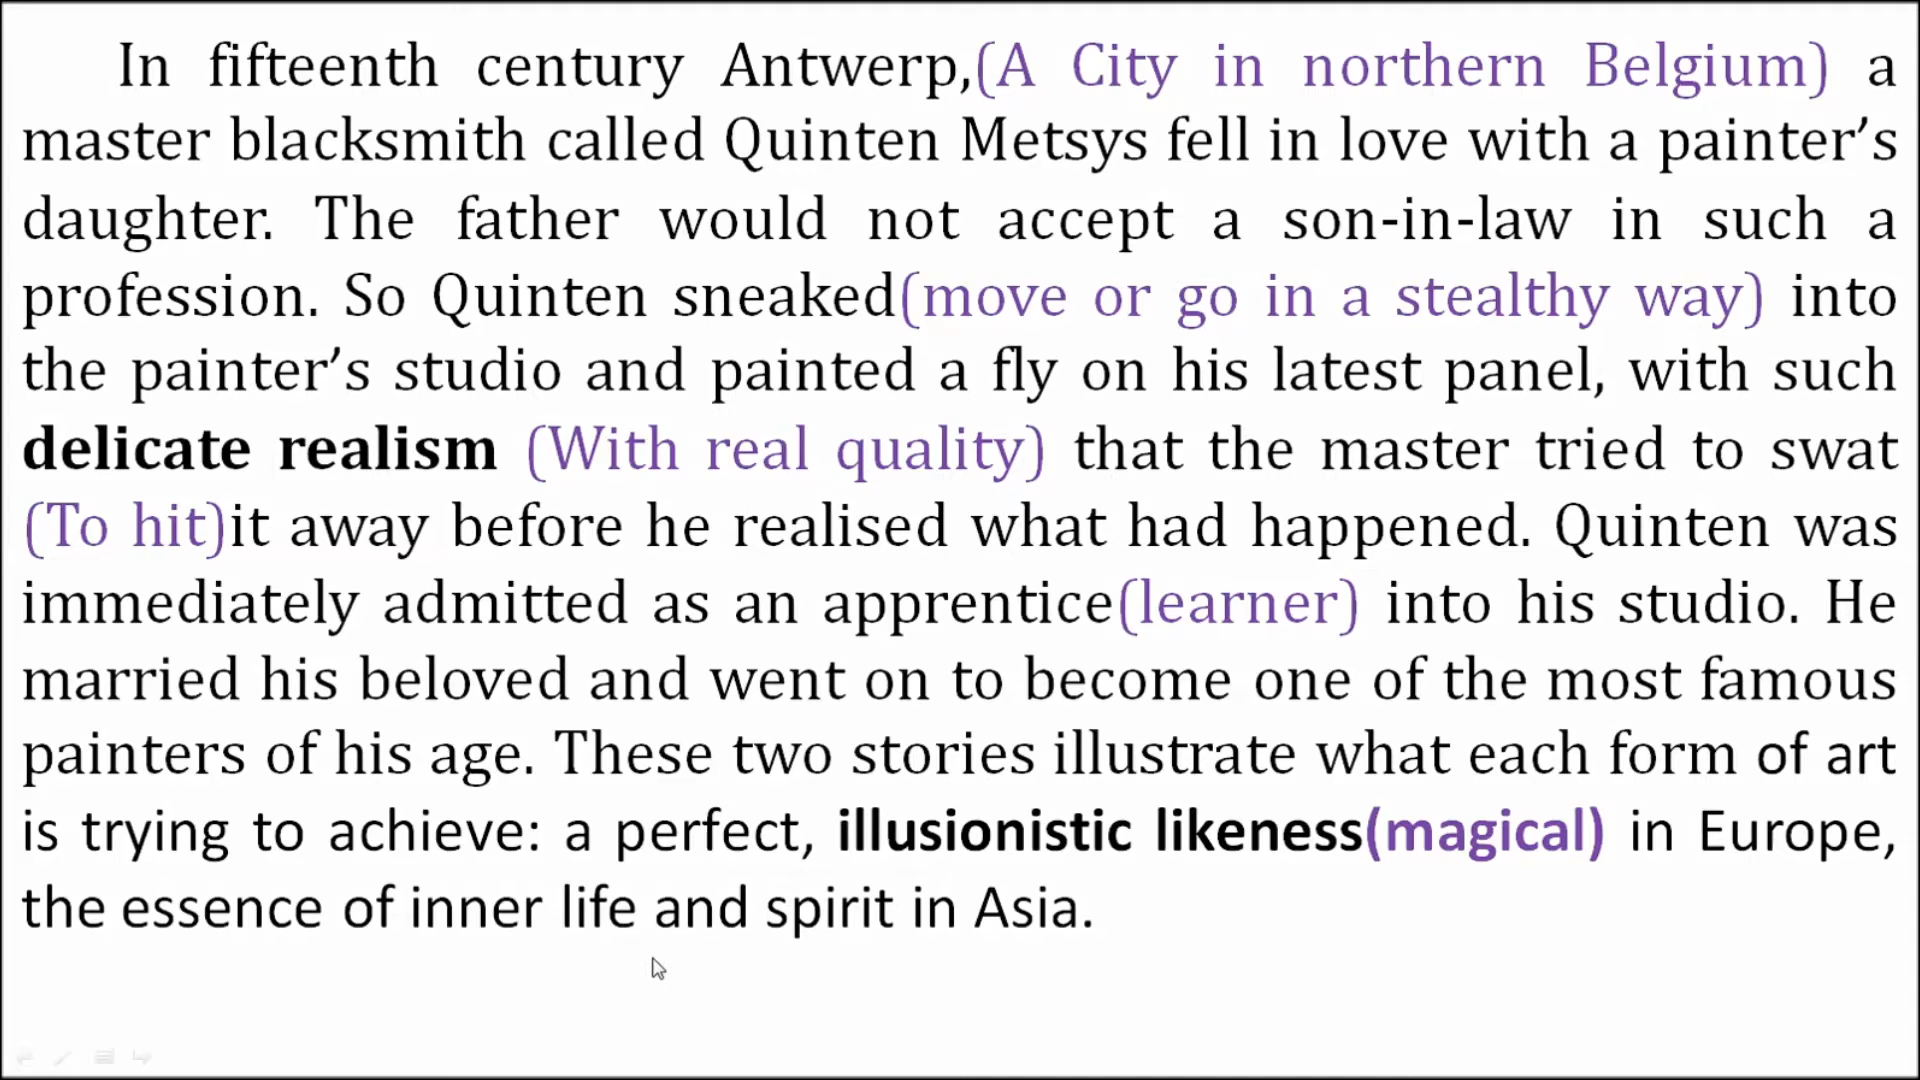 In fifteenth century Antwerp,(A City in northern Belgium) a
master blacksmith called Quinten Metsys fell in love with a painter’s
daughter. The father would not accept a son-in-law in such a
profession. So Quinten sneaked(move or go in a stealthy way) into
the painter’s studio and painted a fly on his latest panel, with such
delicate realism (With real quality) that the master tried to swat
(To hit)it away before he realised what had happened. Quinten was
immediately admitted as an apprentice(learner) into his studio. He
married his beloved and went on to become one of the most famous
painters of his age. These two stories illustrate what each form of art
is trying to achieve: a perfect, illusionistic likeness(magical) in Europe,
the essence of inner life and spirit in Asia.